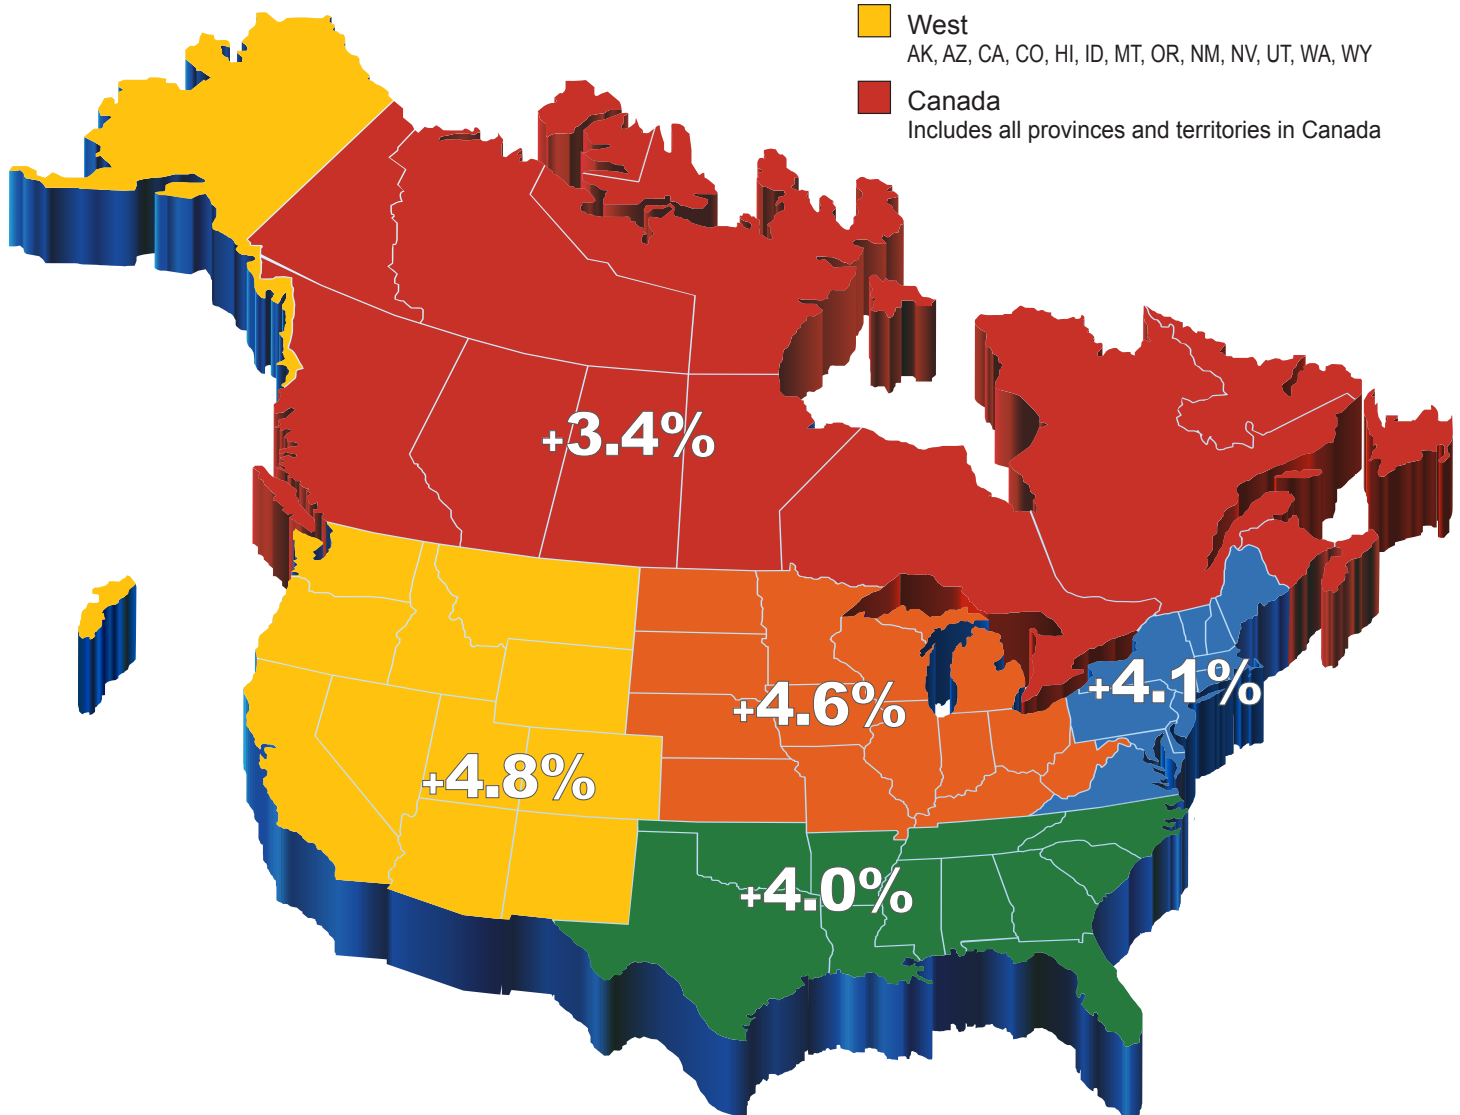 West
AK, AZ, CA, CO, HI, ID, MT, OR, NM, NV, UT, WA, WY
Canada
Includes all provinces and territories in Canada
+3.4%
+4.1%
+4.6%
+4.8%
+4.0%